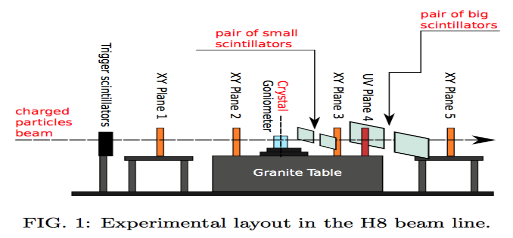 pair of big
scintillators
pair of small
scintillators
Trigger scintillators
XY Plane 1
XY Plane 2
Goniometer
Crystal
XY Plane 3
UV Plane 4
XY Plane 5
charged
particles
beam
Granite Table
FIG. 1: Experimental layout in the H8 beam line.